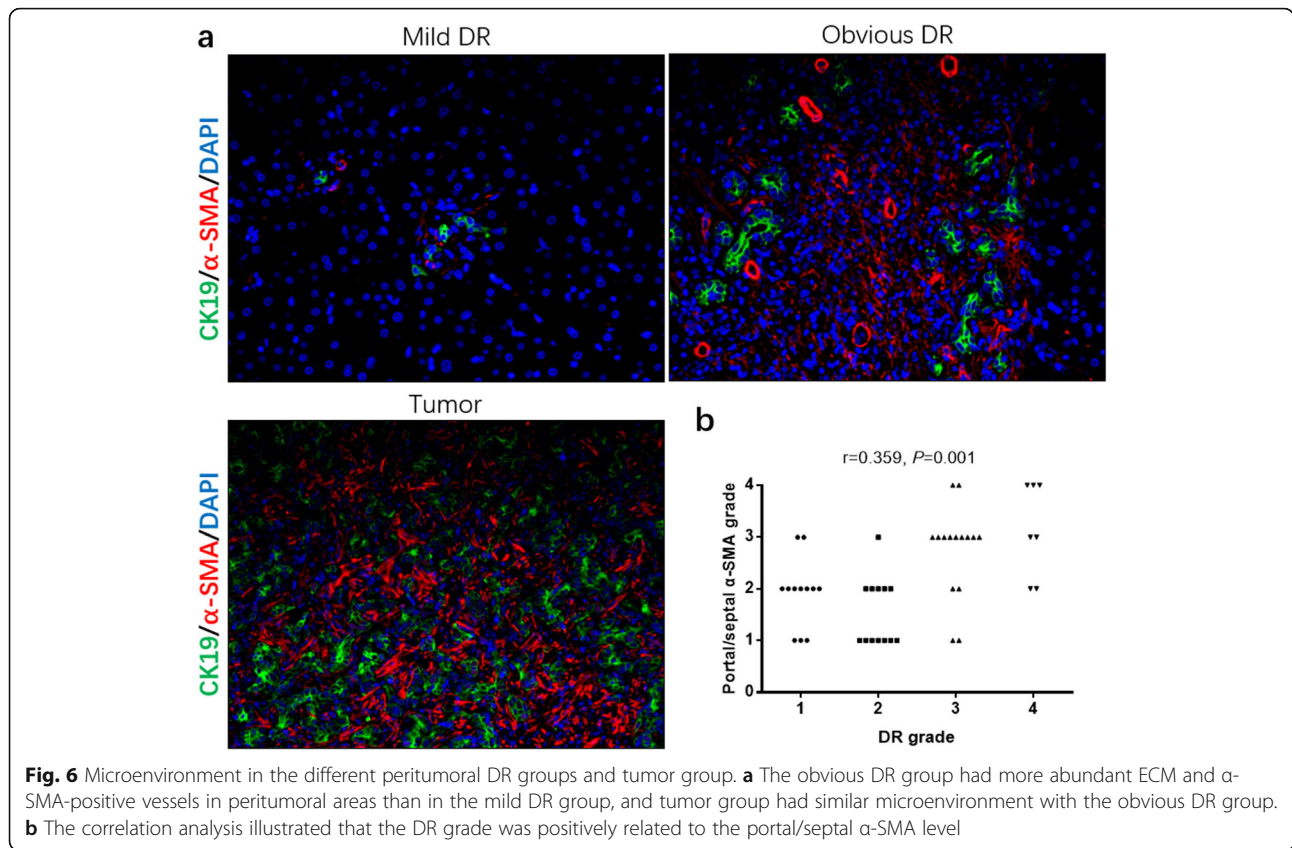 a
Mild DR
Obvious DR
CK19/α-SMA/DAPI
Tumor
CK19/α-SMA/DAPI
b
r=0.359, P=0.001
Portal/septal α-SMA grade
4
3
2
1
0
1 2 3 4
DR grade
Fig. 6 Microenvironment in the different peritumoral DR groups and tumor group. a The obvious DR group had more abundant ECM and α-
SMA-positive vessels in peritumoral areas than in the mild DR group, and tumor group had similar microenvironment with the obvious DR group.
b The correlation analysis illustrated that the DR grade was positively related to the portal/septal α-SMA level